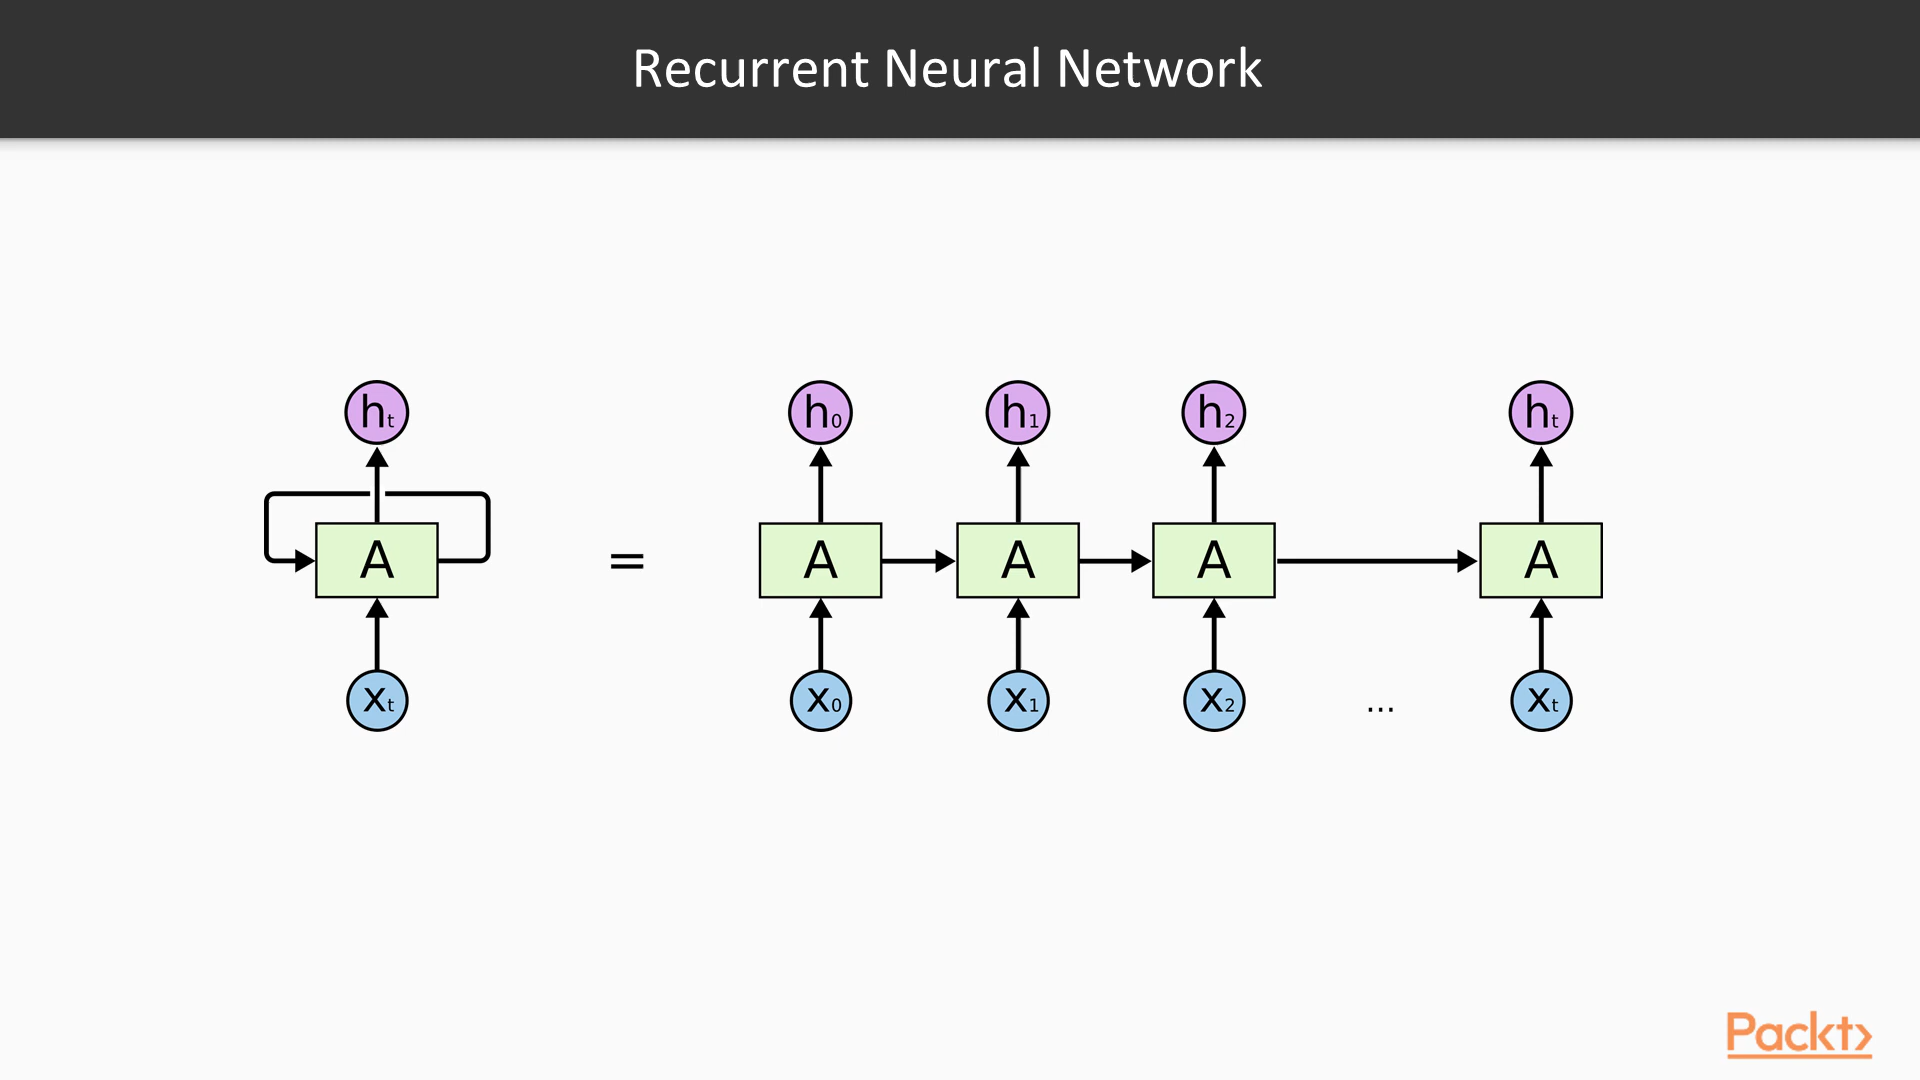 Recurrent Neural Network
hₜ h₀ h₁ h₂ hₜ
A = A A A A
xₜ x₀ x₁ x₂ ... xₜ
Packt>